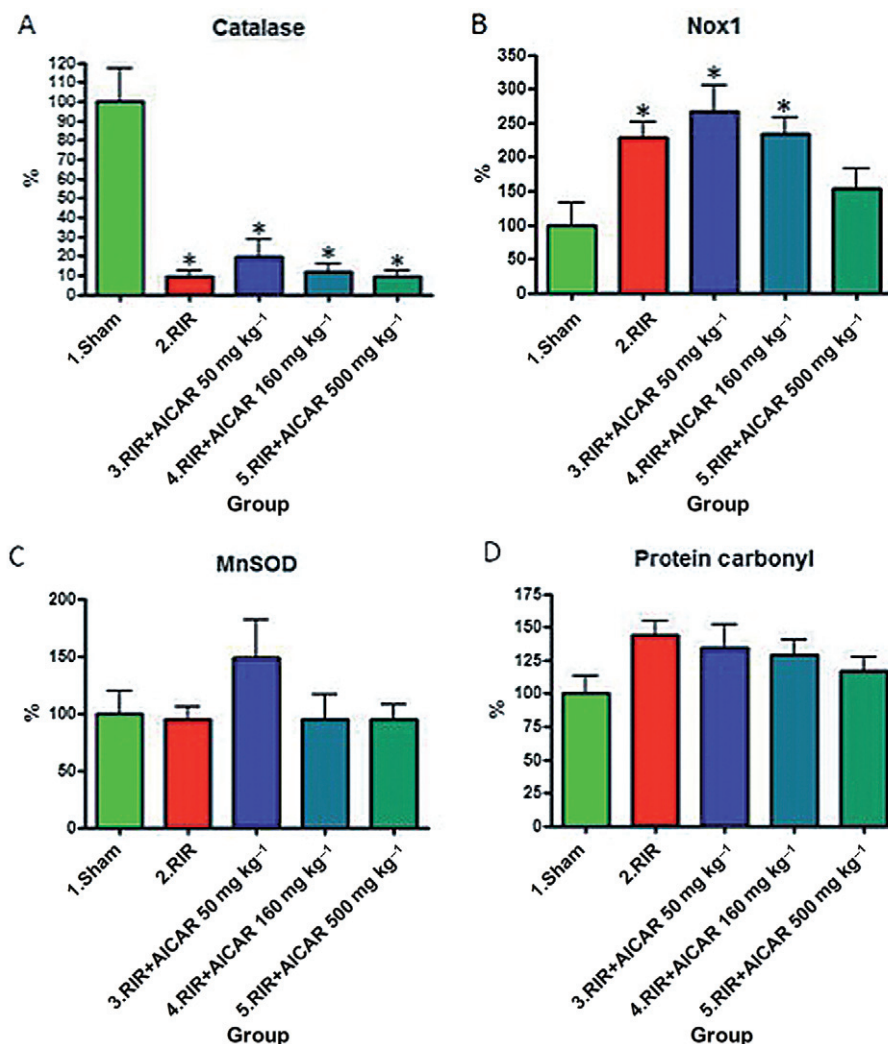 A
Catalase
%
120
110
100
90
80
70
60
50
40
30
20
10
0
*
*
*
*
1.Sham
2.RIR
3.RIR+AICAR 50 mg kg⁻¹
4.RIR+AICAR 160 mg kg⁻¹
5.RIR+AICAR 500 mg kg⁻¹
Group
B
Nox1
%
350
300
250
200
150
100
50
0
*
*
*
1.Sham
2.RIR
3.RIR+AICAR 50 mg kg⁻¹
4.RIR+AICAR 160 mg kg⁻¹
5.RIR+AICAR 500 mg kg⁻¹
Group
C
MnSOD
%
200
150
100
50
0
1.Sham
2.RIR
3.RIR+AICAR 50 mg kg⁻¹
4.RIR+AICAR 160 mg kg⁻¹
5.RIR+AICAR 500 mg kg⁻¹
Group
D
Protein carbonyl
%
175
150
125
100
75
50
25
0
1.Sham
2.RIR
3.RIR+AICAR 50 mg kg⁻¹
4.RIR+AICAR 160 mg kg⁻¹
5.RIR+AICAR 500 mg kg⁻¹
Group